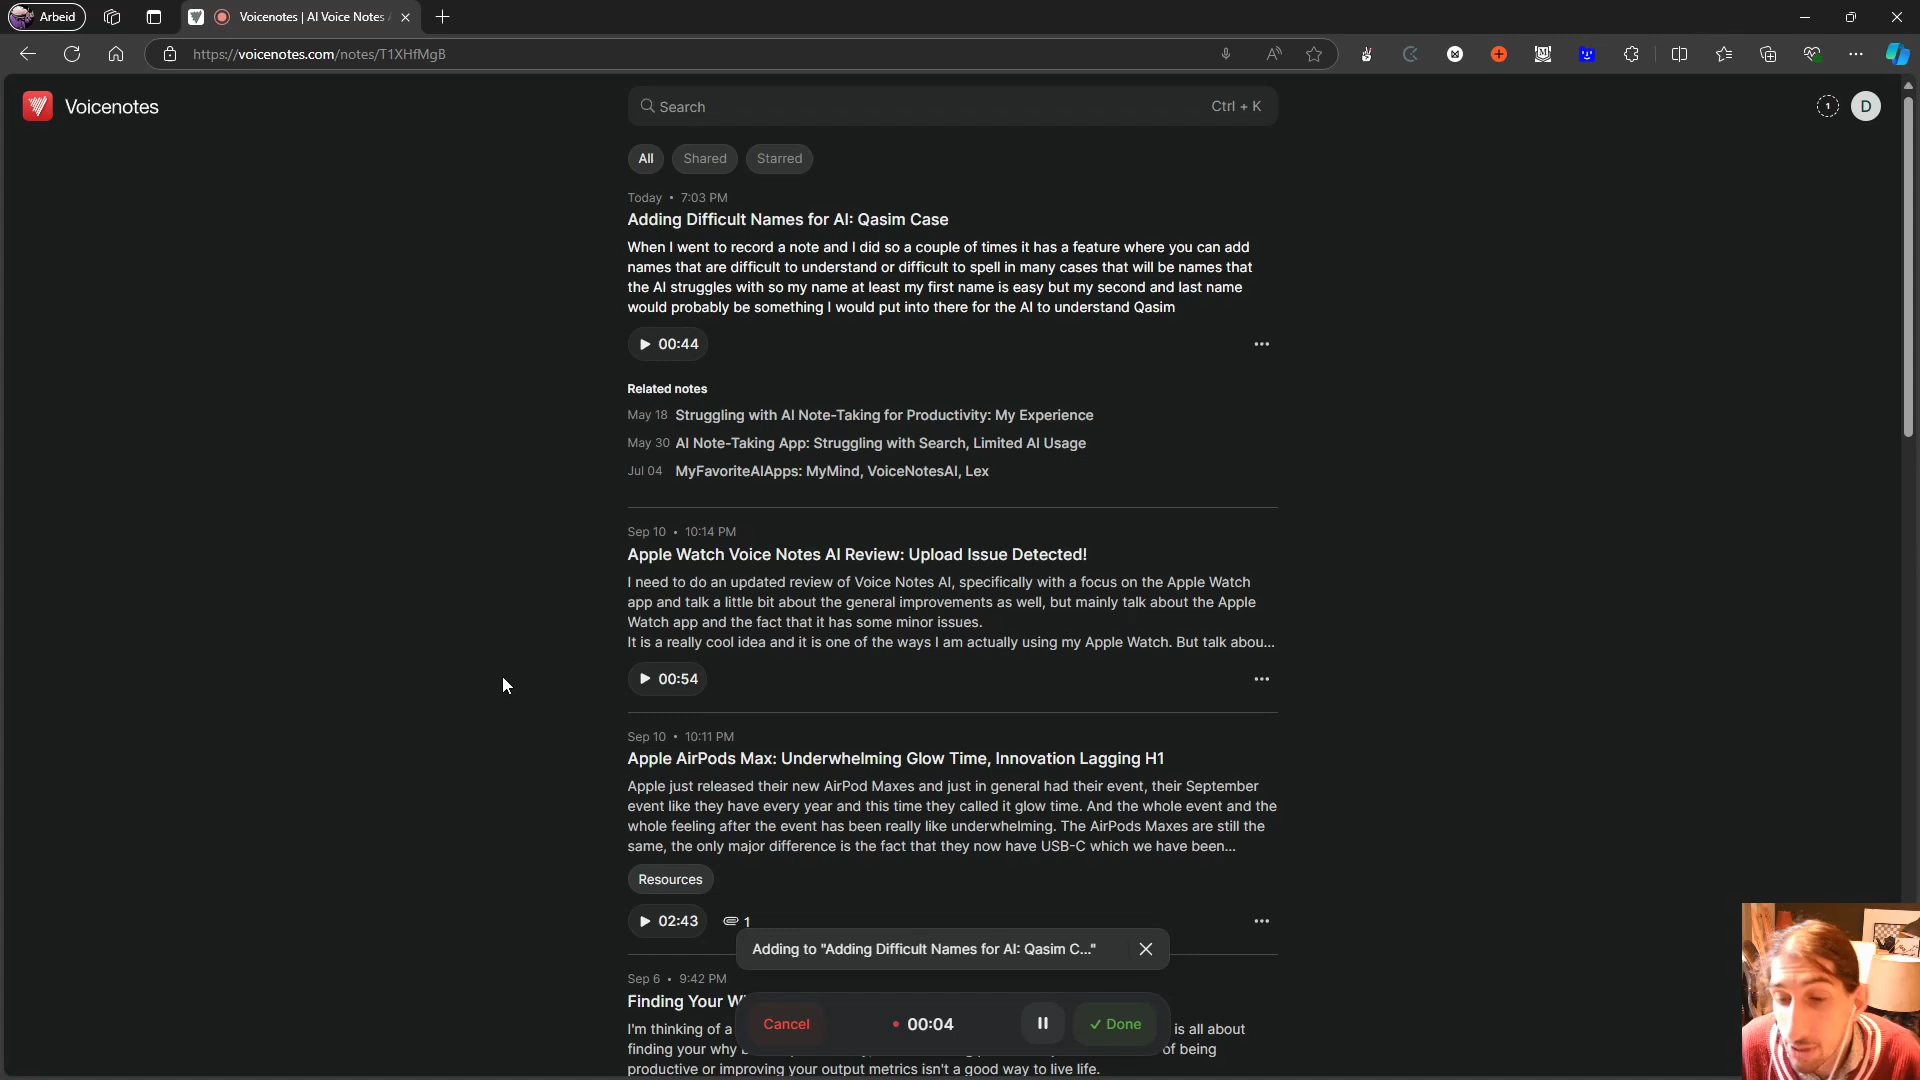 Arbeid
Voicenotes | AI Voice Notes
https://voicenotes.com/notes/T1XHfMgB
Voicenotes
Search
Ctrl + K
1
D
All
Shared
Starred
Today • 7:03 PM
Adding Difficult Names for AI: Qasim Case
When I went to record a note and I did so a couple of times it has a feature where you can add
names that are difficult to understand or difficult to spell in many cases that will be names that
the AI struggles with so my name at least my first name is easy but my second and last name
would probably be something I would put into there for the AI to understand Qasim
00:44
Related notes
May 18 Struggling with AI Note-Taking for Productivity: My Experience
May 30 AI Note-Taking App: Struggling with Search, Limited AI Usage
Jul 04 MyFavoriteAIApps: MyMind, VoiceNotesAI, Lex
Sep 10 • 10:14 PM
Apple Watch Voice Notes AI Review: Upload Issue Detected!
I need to do an updated review of Voice Notes AI, specifically with a focus on the Apple Watch
app and talk a little bit about the general improvements as well, but mainly talk about the Apple
Watch app and the fact that it has some minor issues.
It is a really cool idea and it is one of the ways I am actually using my Apple Watch. But talk abou...
00:54
Sep 10 • 10:11 PM
Apple AirPods Max: Underwhelming Glow Time, Innovation Lagging H1
Apple just released their new AirPod Maxes and just in general had their event, their September
event like they have every year and this time they called it glow time. And the whole event and the
whole feeling after the event has been really like underwhelming. The AirPods Maxes are still the
same, the only major difference is the fact that they now have USB-C which we have been...
Resources
02:43
1
Adding to "Adding Difficult Names for AI: Qasim C..."
Sep 6 • 9:42 PM
Finding Your W
Cancel
00:04
Done
I'm thinking of a
is all about
finding your why
of being
productive or improving your output metrics isn't a good way to live life.